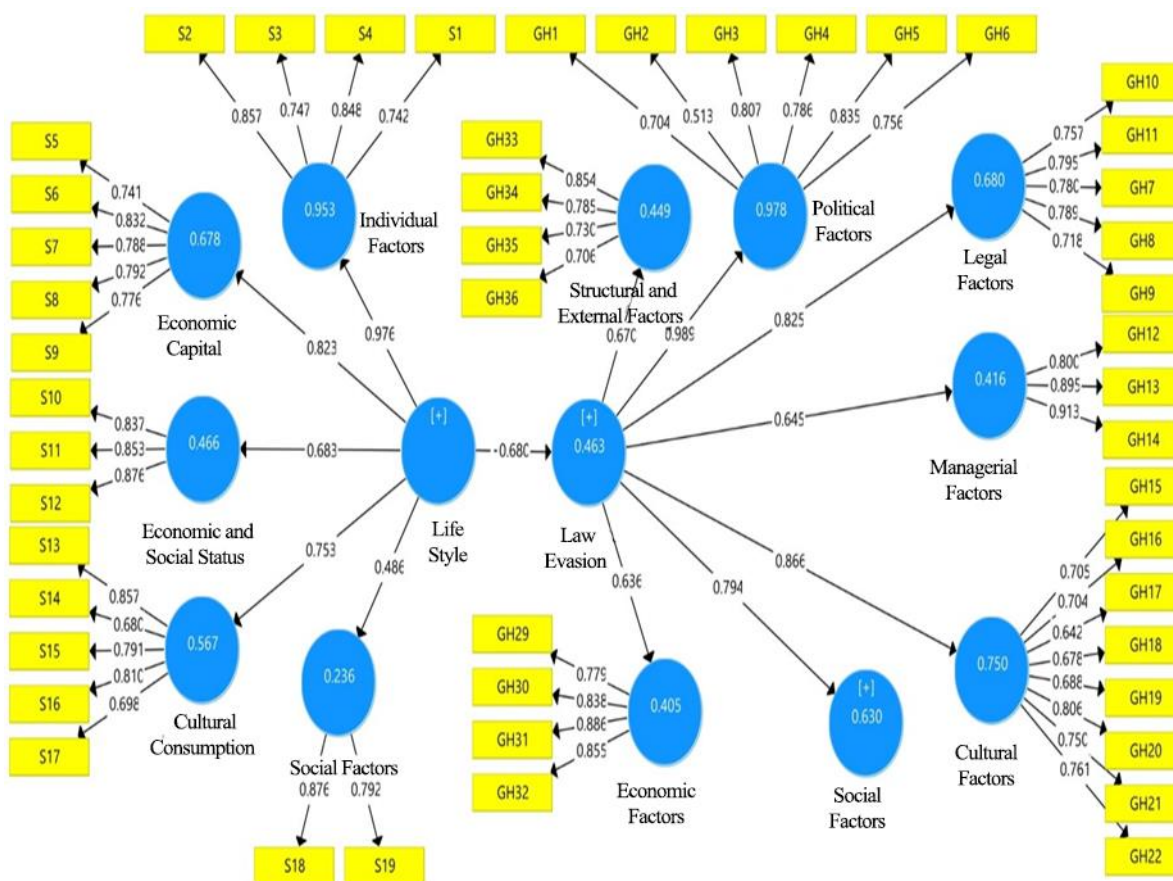 S2
S3
S4
S1
GH1
GH2
GH3
GH4
GH5
GH6
0.857
0.747
0.848
0.742
0.704
0.513
0.807
0.786
0.835
0.756
S5
S6
S7
S8
S9
0.741
0.832
0.788
0.792
0.776
0.678
Economic
Capital
0.953
Individual
Factors
GH33
GH34
GH35
GH36
0.854
0.785
0.730
0.706
0.449
Structural and
External Factors
0.978
Political
Factors
0.680
Legal
Factors
0.757
0.795
0.780
0.789
0.718
GH10
GH11
GH7
GH8
GH9
0.823
0.976
0.670
0.989
0.825
S10
S11
S12
0.837
0.853
0.876
0.466
Economic and
Social Status
0.683
[+]
Life
Style
-0.680
[+]
0.463
Law
Evasion
0.645
0.416
Managerial
Factors
0.800
0.895
0.913
GH12
GH13
GH14
S13
S14
S15
S16
S17
0.857
0.680
0.791
0.810
0.698
0.567
Cultural
Consumption
0.753
0.486
0.236
Social Factors
0.876
0.792
S18
S19
0.636
0.794
0.866
GH29
GH30
GH31
GH32
0.779
0.838
0.886
0.855
0.405
Economic
Factors
[+]
0.630
Social
Factors
0.750
Cultural
Factors
0.705
0.704
0.642
0.678
0.688
0.806
0.750
0.761
GH15
GH16
GH17
GH18
GH19
GH20
GH21
GH22